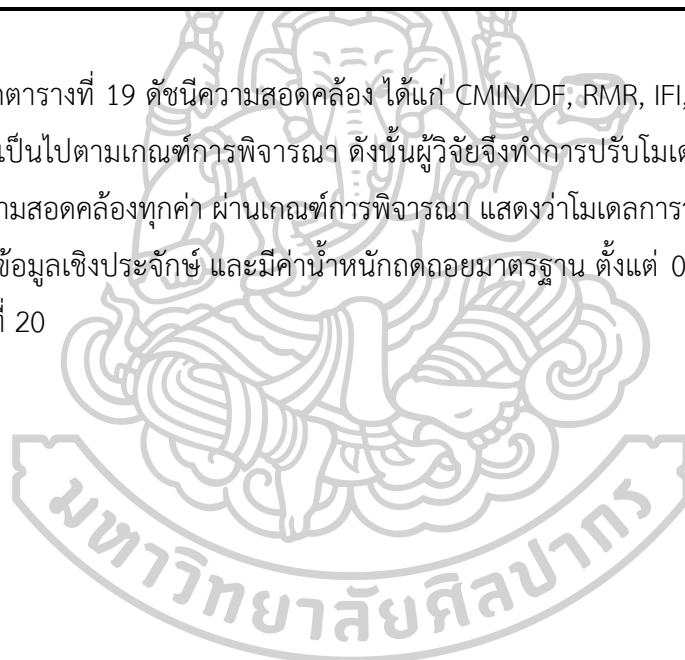 ตารางที่ 19 ดัชนีความสอดคล้อง ได้แก่ CMIN/DF, RMR, IFI,
เป็นไปตามเกณฑ์การพิจารณา ดังนั้นผู้วิจัยจึงทำการปรับโมเด
ามสอดคล้องทุกค่า ผ่านเกณฑ์การพิจารณา แสดงว่าโมเดลการ
ข้อมูลเชิงประจักษ์ และมีค่าน้ำหนักถดถอยมาตรฐาน ตั้งแต่ 0
ที่ 20
มหาวิทยาลัยศิลปากร